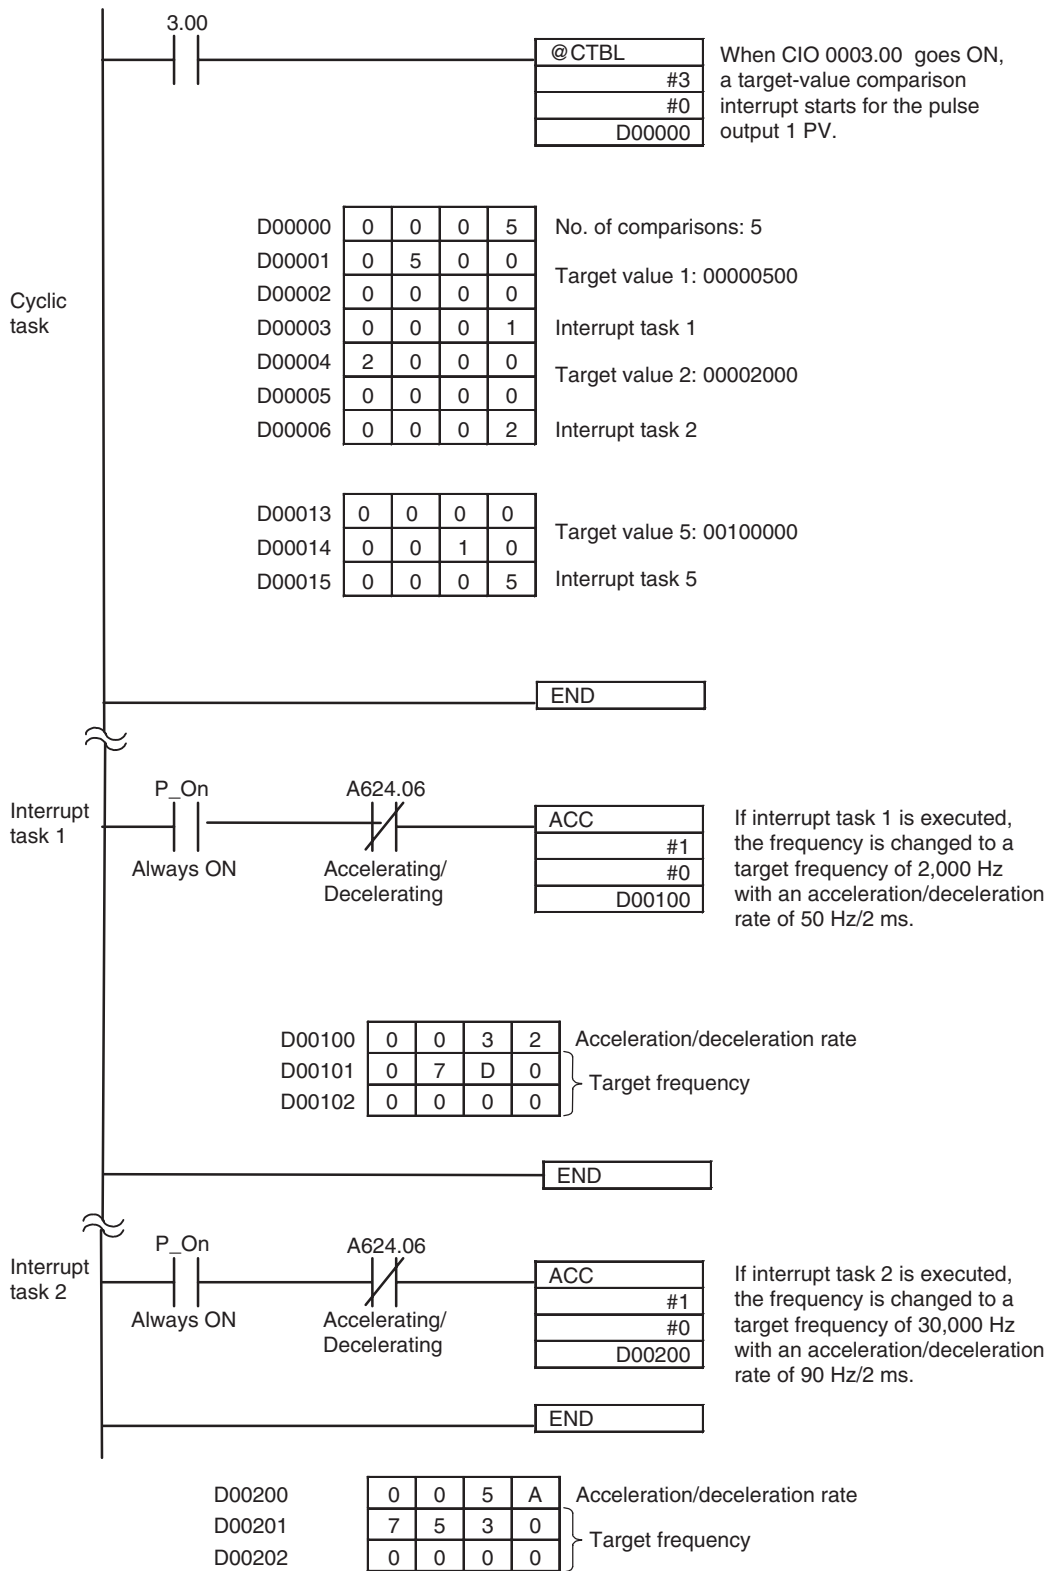 3.00
@CTBL
#3
#0
D00000
When CIO 0003.00 goes ON,
a target-value comparison
interrupt starts for the pulse
output 1 PV.
Cyclic
task
D00000 0 0 0 5 No. of comparisons: 5
D00001 0 5 0 0
Target value 1: 00000500
D00002 0 0 0 0
D00003 0 0 0 1 Interrupt task 1
D00004 2 0 0 0
Target value 2: 00002000
D00005 0 0 0 0
D00006 0 0 0 2 Interrupt task 2
D00013 0 0 0 0
Target value 5: 00100000
D00014 0 0 1 0
D00015 0 0 0 5 Interrupt task 5
END
Interrupt
task 1
P_On
Always ON
A624.06
Accelerating/
Decelerating
ACC
#1
#0
D00100
If interrupt task 1 is executed,
the frequency is changed to a
target frequency of 2,000 Hz
with an acceleration/deceleration
rate of 50 Hz/2 ms.
D00100 0 0 3 2 Acceleration/deceleration rate
D00101 0 7 D 0
Target frequency
D00102 0 0 0 0
END
Interrupt
task 2
P_On
Always ON
A624.06
Accelerating/
Decelerating
ACC
#1
#0
D00200
If interrupt task 2 is executed,
the frequency is changed to a
target frequency of 30,000 Hz
with an acceleration/deceleration
rate of 90 Hz/2 ms.
END
D00200 0 0 5 A Acceleration/deceleration rate
D00201 7 5 3 0
Target frequency
D00202 0 0 0 0